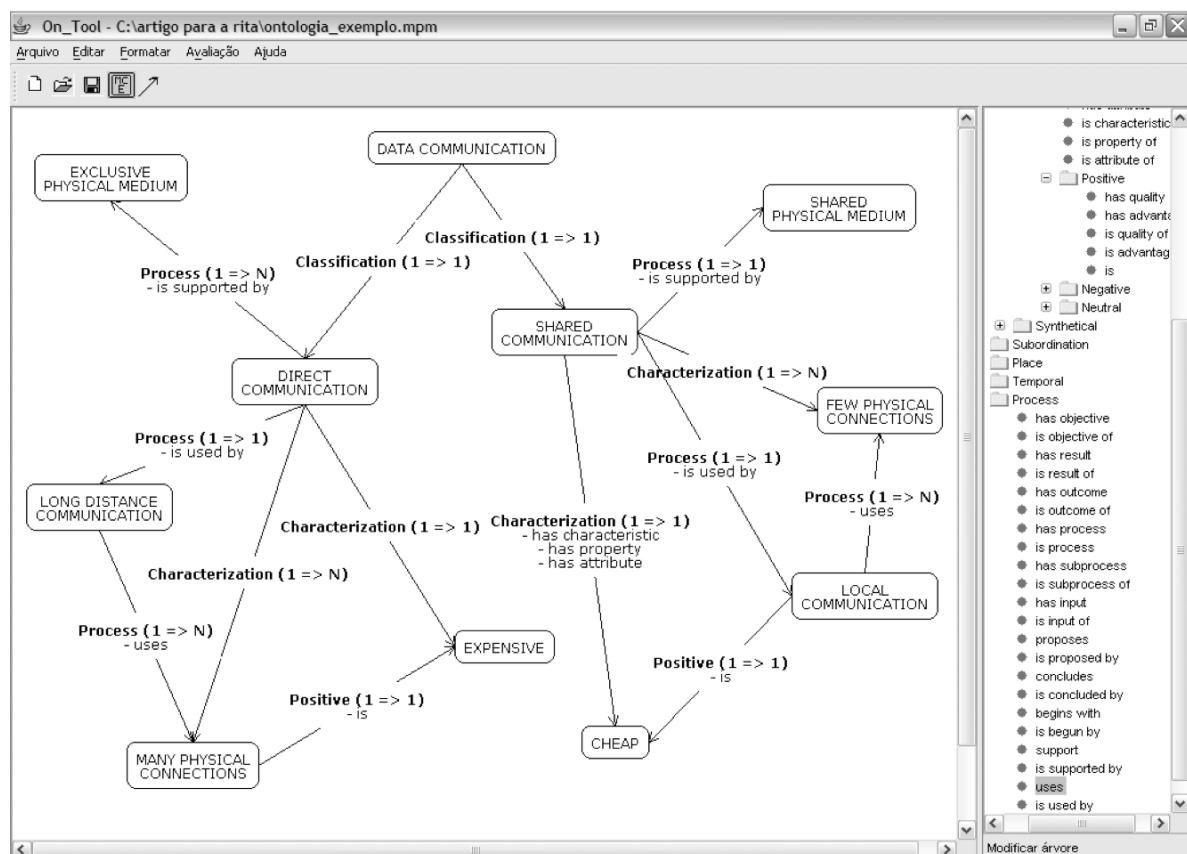 On_Tool - C:\artigo para a rita\ontologia_exemplo.mpm
Arquivo Editar Formatar Avaliação Ajuda
DATA COMMUNICATION
EXCLUSIVE
PHYSICAL MEDIUM
SHARED
PHYSICAL MEDIUM
Classification (1 => 1)
Classification (1 => 1)
Process (1 => N)
- is supported by
Process (1 => 1)
- is supported by
SHARED
COMMUNICATION
DIRECT
COMMUNICATION
Characterization (1 => N)
FEW PHYSICAL
CONNECTIONS
Process (1 => 1)
- is used by
Process (1 => 1)
- is used by
LONG DISTANCE
COMMUNICATION
Process (1 => N)
- uses
Characterization (1 => 1)
Characterization (1 => 1)
- has characteristic
- has property
- has attribute
Characterization (1 => N)
LOCAL
COMMUNICATION
Process (1 => N)
- uses
EXPENSIVE
Positive (1 => 1)
- is
Positive (1 => 1)
- is
CHEAP
MANY PHYSICAL
CONNECTIONS
is characteristic
is property of
is attribute of
Positive
has quality
has advanta
is quality of
is advantag
is
Negative
Neutral
Synthetical
Subordination
Place
Temporal
Process
has objective
is objective of
has result
is result of
has outcome
is outcome of
has process
is process
has subprocess
is subprocess of
has input
is input of
proposes
is proposed by
concludes
is concluded by
begins with
is begun by
support
is supported by
uses
is used by
Modificar árvore